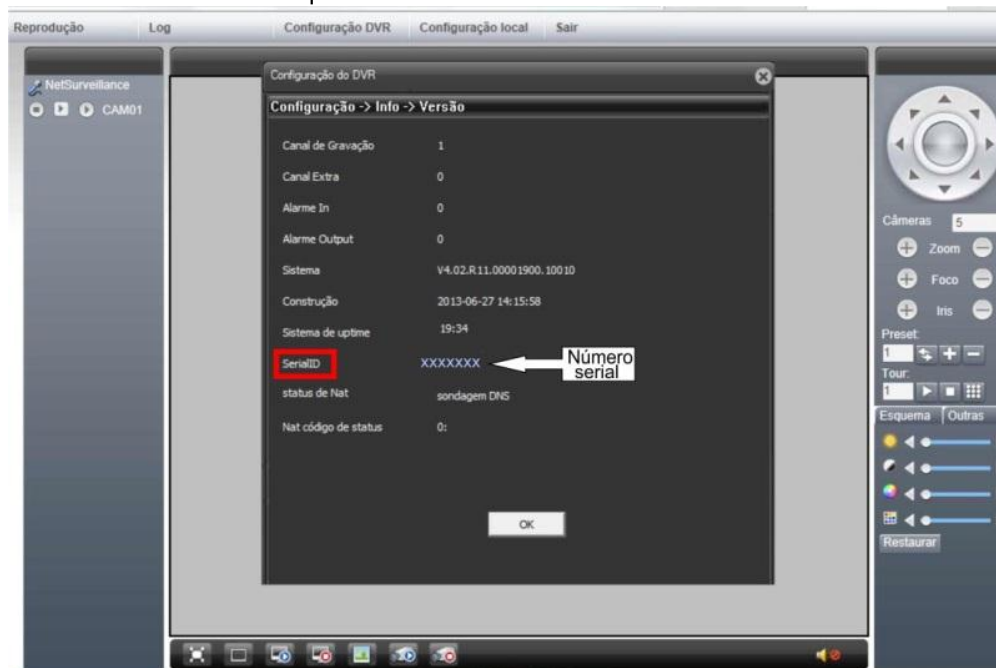 Reprodução Log Configuração DVR Configuração local Sair
NetSurveillance
CAM01
Configuração do DVR
Configuração -> Info -> Versão
Canal de Gravação 1
Canal Extra 0
Alarme In 0
Alarme Output 0
Sistema V4.02.R11.00001900.10010
Construção 2013-06-27 14:15:58
Sistema de uptime 19:34
SerialID XXXXXXX Número serial
status de Nat sondagem DNS
Nat código de status 0:
OK
Câmeras 5
Zoom
Foco
Iris
Preset:
1
Tour:
1
Esquema Outras
Restaurar